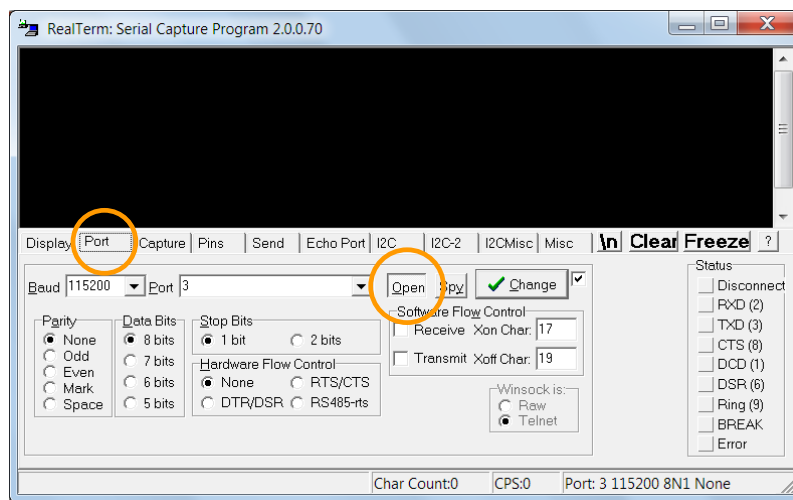 RealTerm: Serial Capture Program 2.0.0.70
Display Port Capture Pins Send Echo Port I2C I2C-2 I2CMisc Misc \n Clear Freeze ?
Baud 115200 Port 3 Open Spy Change
Parity
None
Odd
Even
Mark
Space
Data Bits
8 bits
7 bits
6 bits
5 bits
Stop Bits
1 bit 2 bits
Hardware Flow Control
None RTS/CTS
DTR/DSR RS485-rts
Software Flow Control
Receive Xon Char: 17
Transmit Xoff Char: 19
Winsock is:
Raw
Telnet
Status
Disconnect
RXD (2)
TXD (3)
CTS (8)
DCD (1)
DSR (6)
Ring (9)
BREAK
Error
Char Count:0 CPS:0 Port: 3 115200 8N1 None